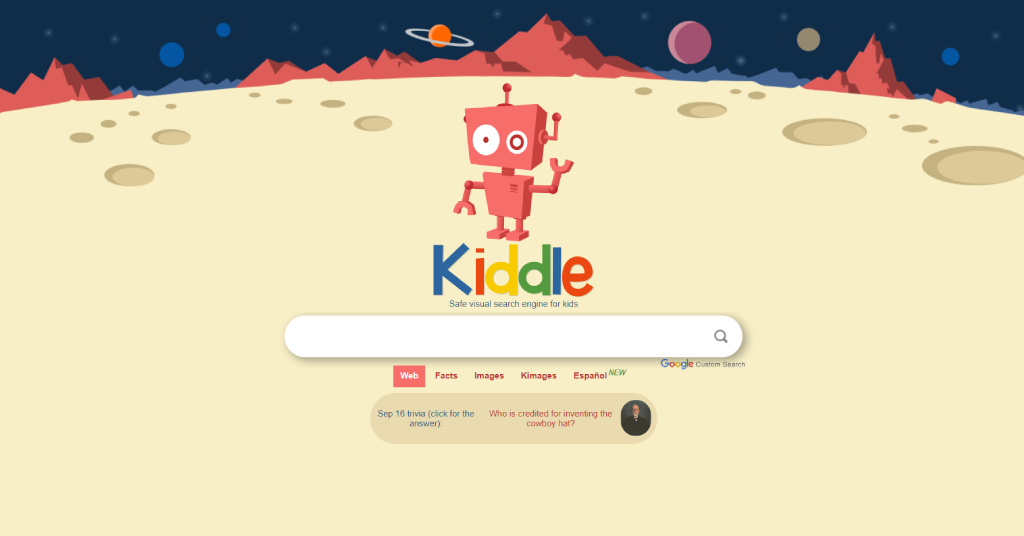 Kiddle
Safe visual search engine for kids
Google Custom Search
Web Facts Images Kimages Español NEW
Sep 16 trivia (click for the
answer):
Who is credited for inventing the
cowboy hat?